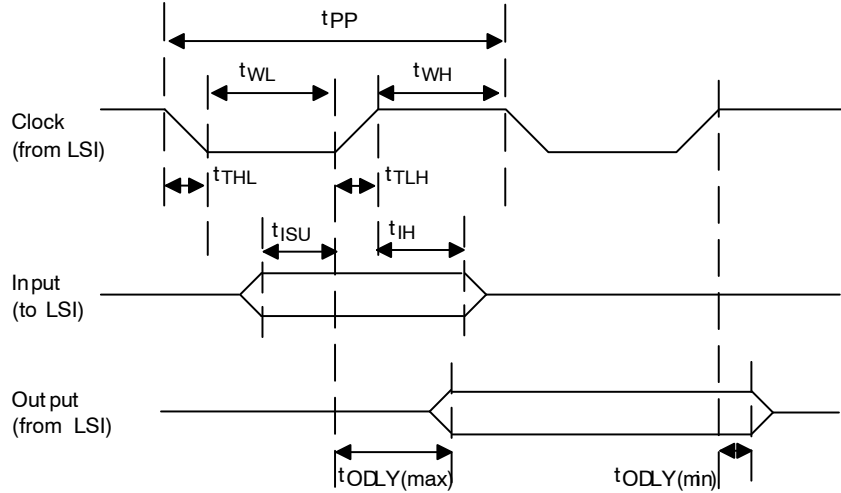 tPP
tWL
tWH
Clock
(from LSI)
tTHL
tTLH
tISU
tIH
Input
(to LSI)
Output
(from LSI)
tODLY(max)
tODLY(min)